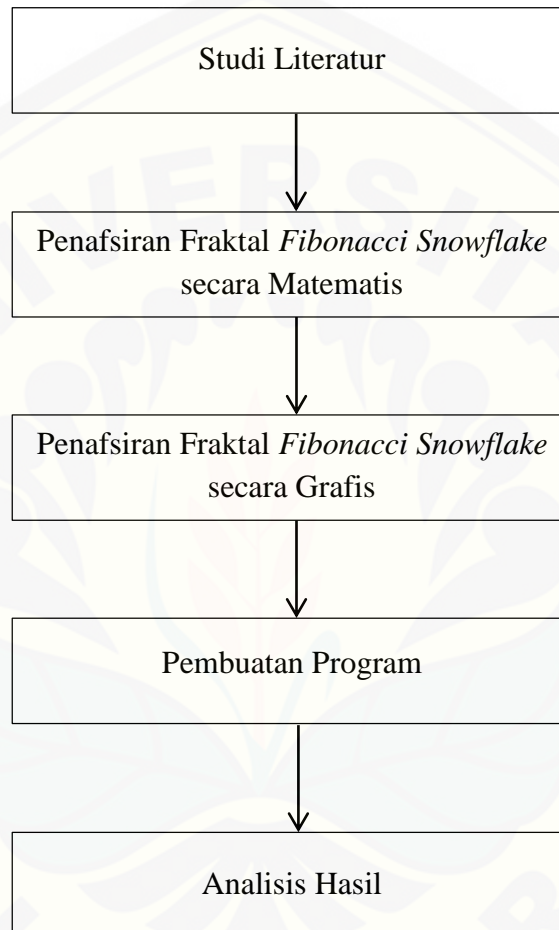 Studi Literatur
Penafsiran Fraktal Fibonacci Snowflake
secara Matematis
Penafsiran Fraktal Fibonacci Snowflake
secara Grafis
Pembuatan Program
Analisis Hasil